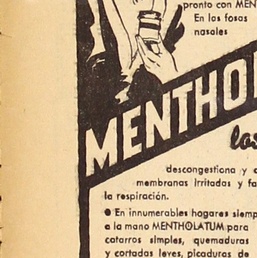 pronto con MEN
En las fosas
nasales
MENTHO
las
descongestiona y
membranas irritadas y fa
la respiración.
● En innumerables hogares siemp
a la mano MENTHOLATUM para
catarros simples, quemaduras
y cortadas leves, picaduras de